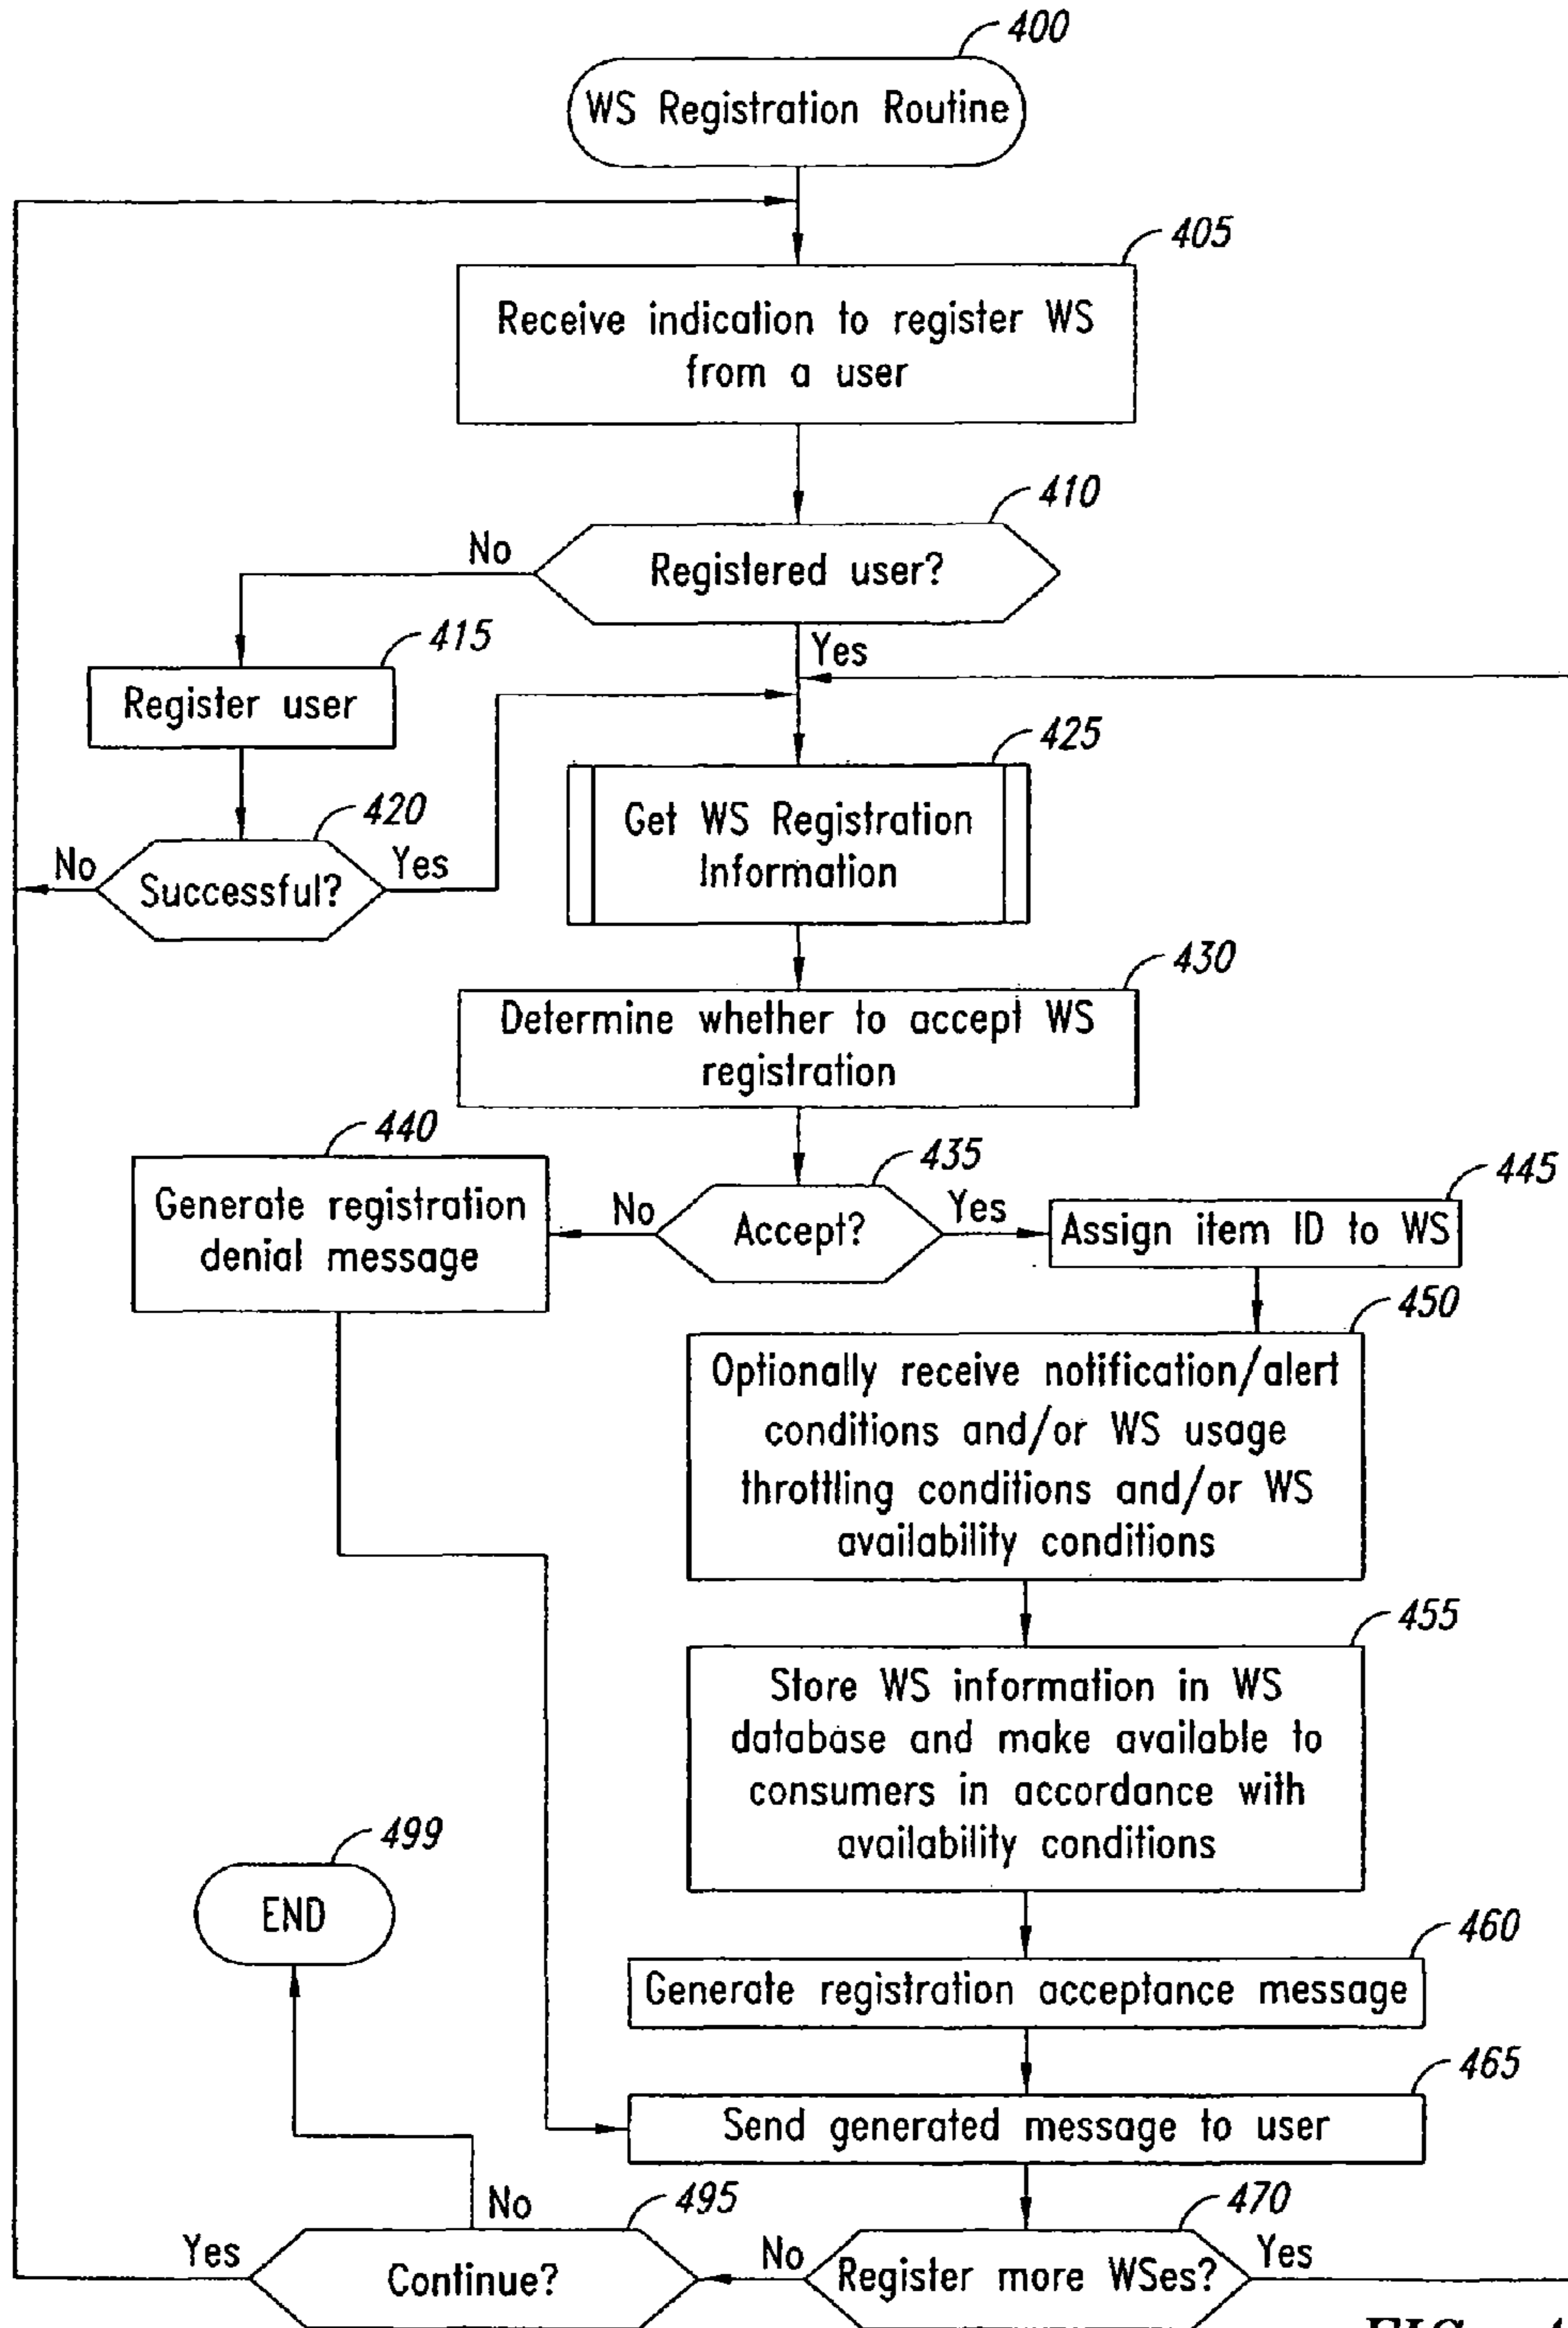 400
WS Registration Routine
405
Receive indication to register WS
from a user
410
No
Registered user?
Yes
415
Register user
425
Get WS Registration
Information
420
No
Successful?
Yes
430
Determine whether to accept WS
registration
440
Generate registration
denial message
435
No
Accept?
Yes
445
Assign item ID to WS
450
Optionally receive notification/alert
conditions and/or WS usage
throttling conditions and/or WS
availability conditions
455
Store WS information in WS
database and make available to
consumers in accordance with
availability conditions
499
END
460
Generate registration acceptance message
465
Send generated message to user
No
495
470
Yes
Continue?
No
Register more WSes?
Yes